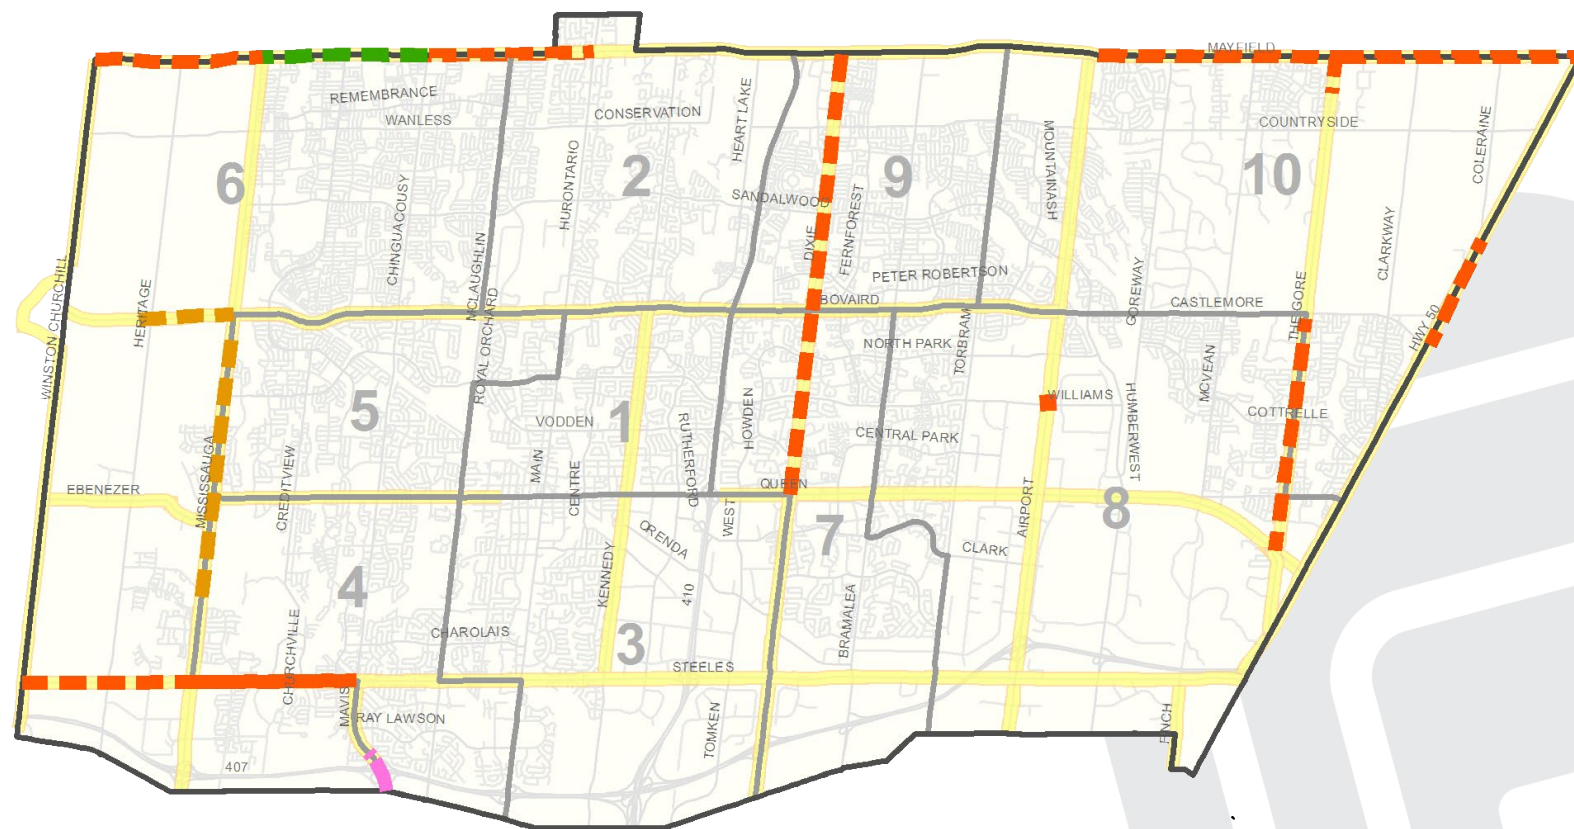 MAYFIELD
REMEMBRANCE
WANLESS
CONSERVATION
HEART LAKE
COUNTRYSIDE
COLERAINE
MOUNTAINASH
HURONTARIO
6
2
9
10
CHINGUACOUSY
SANDALWOOD
FERNFOREST
DIXIE
CLARKWAY
MCLAUGHLIN
WINSTON CHURCHILL
HERITAGE
PETER ROBERTSON
GOREWAY
BOVAIRD
CASTLEMORE
THE GORE
HWY 50
ROYAL ORCHARD
NORTH PARK
TORBRAM
MCVEAN
WILLIAMS
HUMBERWEST
5
1
VODDEN
RUTHERFORD
HOWDEN
CENTRAL PARK
COTTRELLE
MISSISSAUGA
CREDITVIEW
MAIN
CENTRE
EBENEZER
QUEEN
WEST
AIRPORT
8
7
ORENDA
CLARK
KENNEDY
410
4
BRAMALEA
CHURCHVILLE
CHAROLAIS
3
STEELES
MAVIS
RAY LAWSON
TOMKEN
FINCH
407